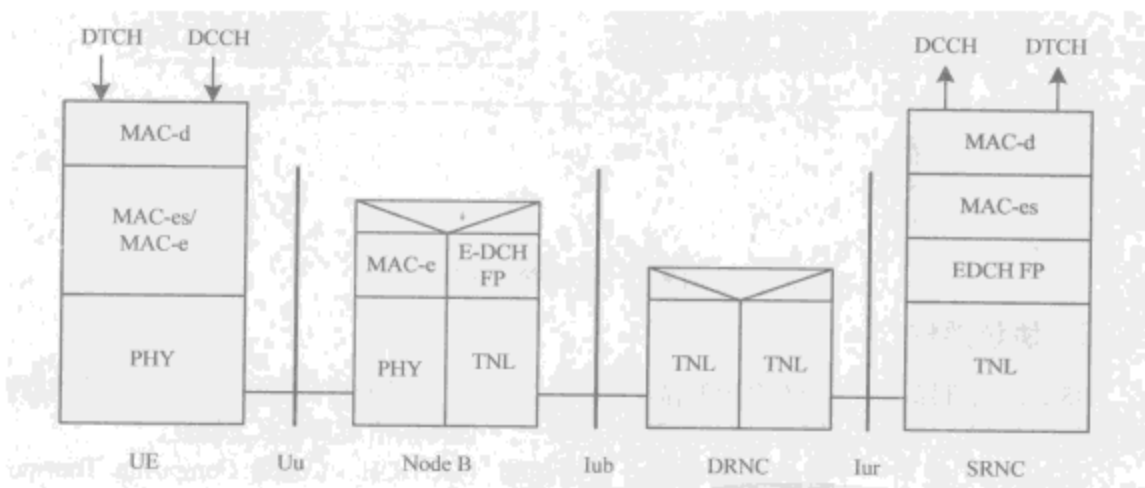 DTCH DCCH
DCCH DTCH
MAC-d
MAC-es/
MAC-e
PHY
MAC-e
E-DCH
FP
PHY
TNL
TNL
TNL
MAC-d
MAC-es
EDCH FP
TNL
UE Uu Node B Iub DRNC Iur SRNC